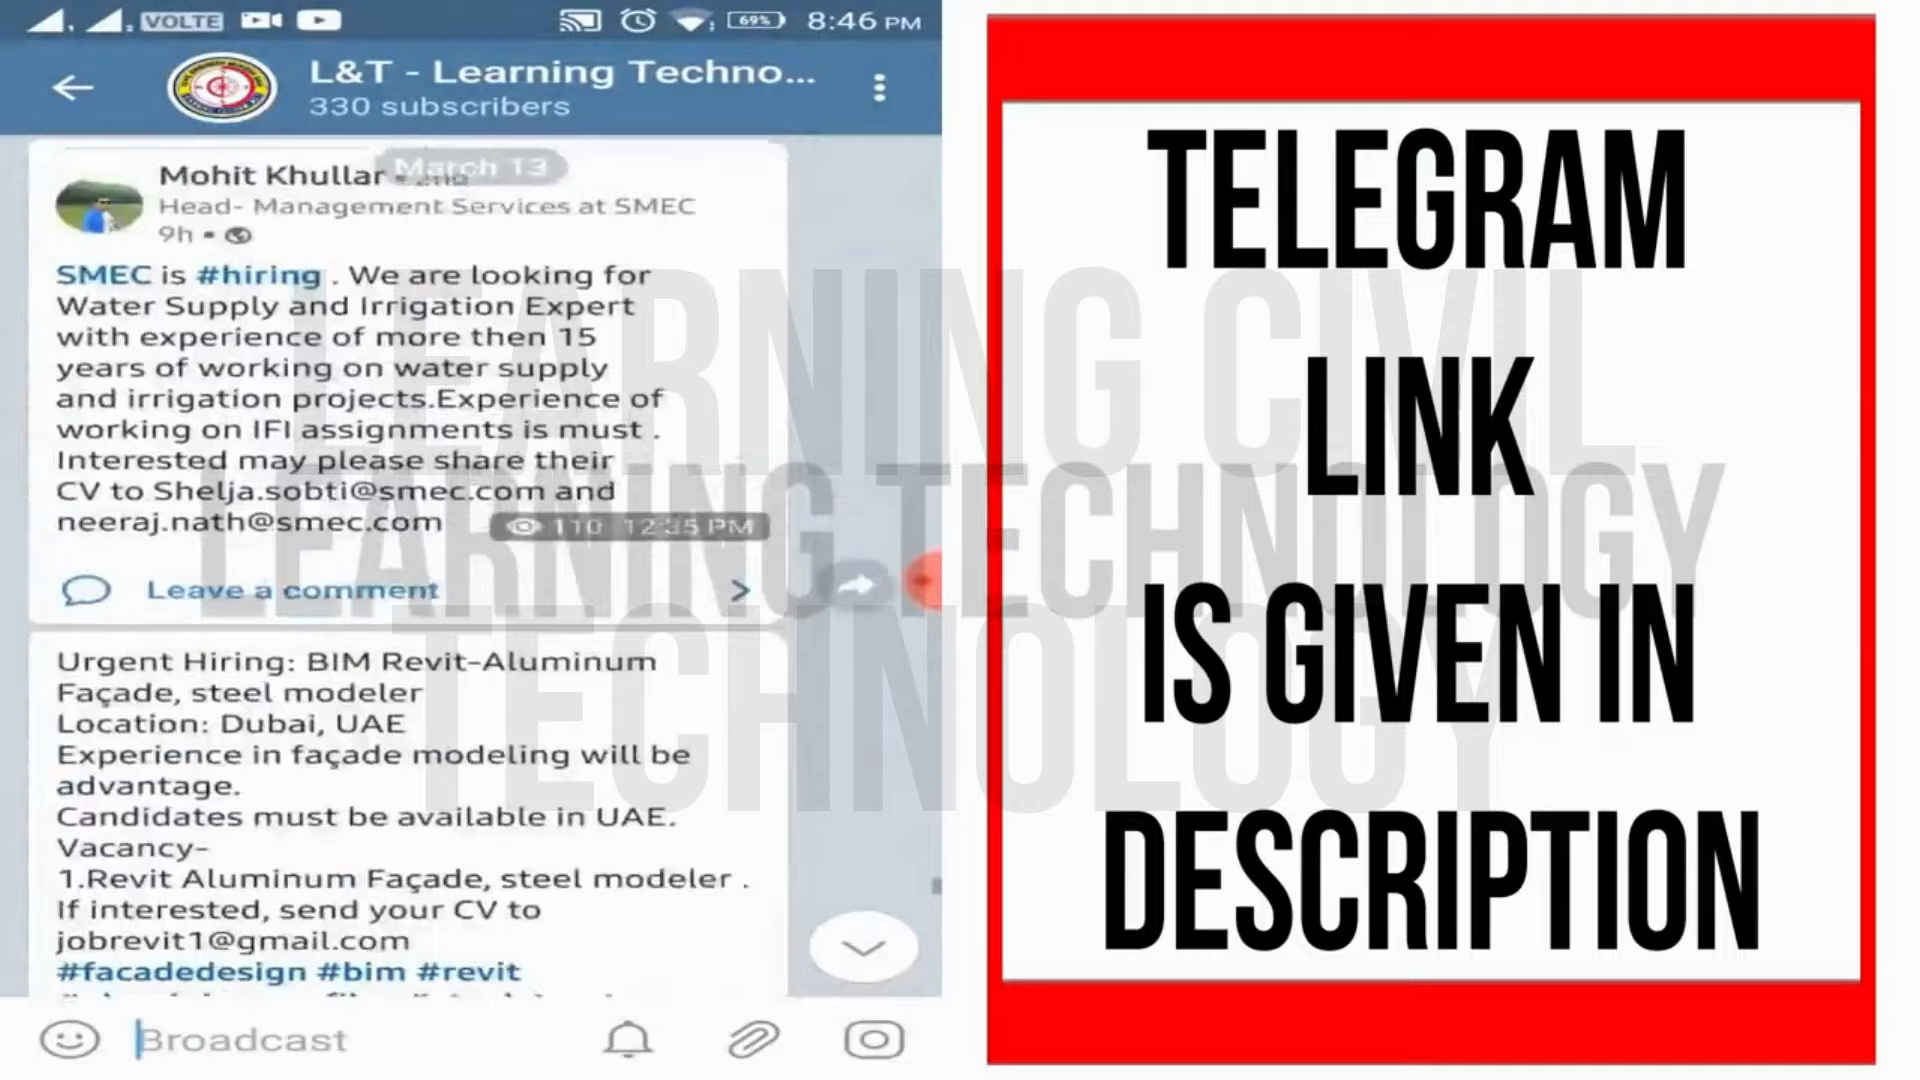 VOLTE
69%
8:46 PM
L&T - Learning Techno...
330 subscribers
March 13
Mohit Khullar
Head- Management Services at SMEC
9h •
SMEC is #hiring . We are looking for
Water Supply and Irrigation Expert
with experience of more then 15
years of working on water supply
and irrigation projects.Experience of
working on IFI assignments is must .
Interested may please share their
CV to Shelja.sobti@smec.com and
neeraj.nath@smec.com
110 12:35 PM
Leave a comment
Urgent Hiring: BIM Revit-Aluminum
Façade, steel modeler
Location: Dubai, UAE
Experience in façade modeling will be
advantage.
Candidates must be available in UAE.
Vacancy-
1.Revit Aluminum Façade, steel modeler .
If interested, send your CV to
jobrevit1@gmail.com
#facadedesign #bim #revit
Broadcast
TELEGRAM
LINK
IS GIVEN IN
DESCRIPTION
LEARNING CIVIL
LEARNING TECHNOLOGY
TECHNOLOGY